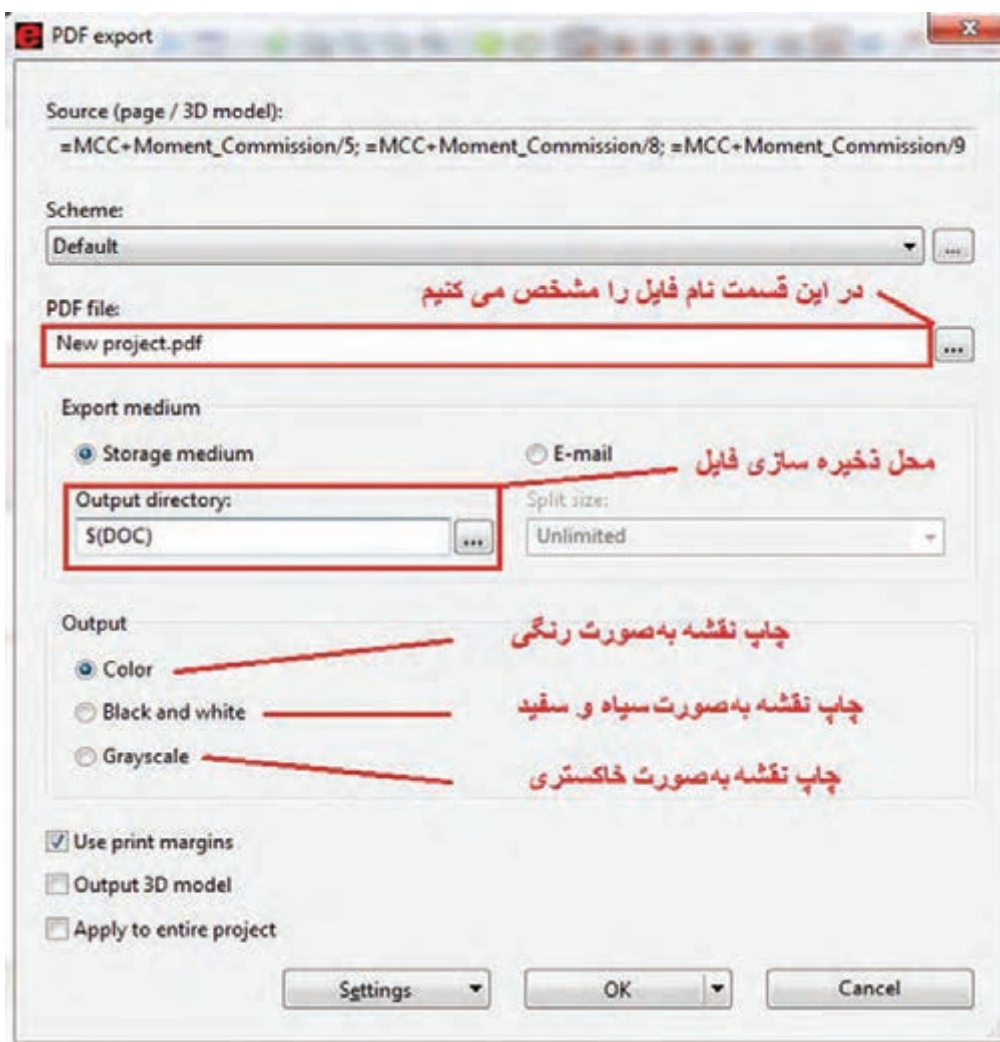 PDF export
Source (page / 3D model):
=MCC+Moment_Commission/5; =MCC+Moment_Commission/8; =MCC+Moment_Commission/9
Scheme:
Default
...
در این قسمت نام فایل را مشخص می کنیم
PDF file:
New project.pdf
...
Export medium
Storage medium
E-mail
محل ذخیره سازی فایل
Output directory:
Split size:
$(DOC)
...
Unlimited
Output
چاپ نقشه به‌صورت رنگی
Color
Black and white
چاپ نقشه به‌صورت سیاه و سفید
Grayscale
چاپ نقشه به‌صورت خاکستری
Use print margins
Output 3D model
Apply to entire project
Settings
OK
Cancel